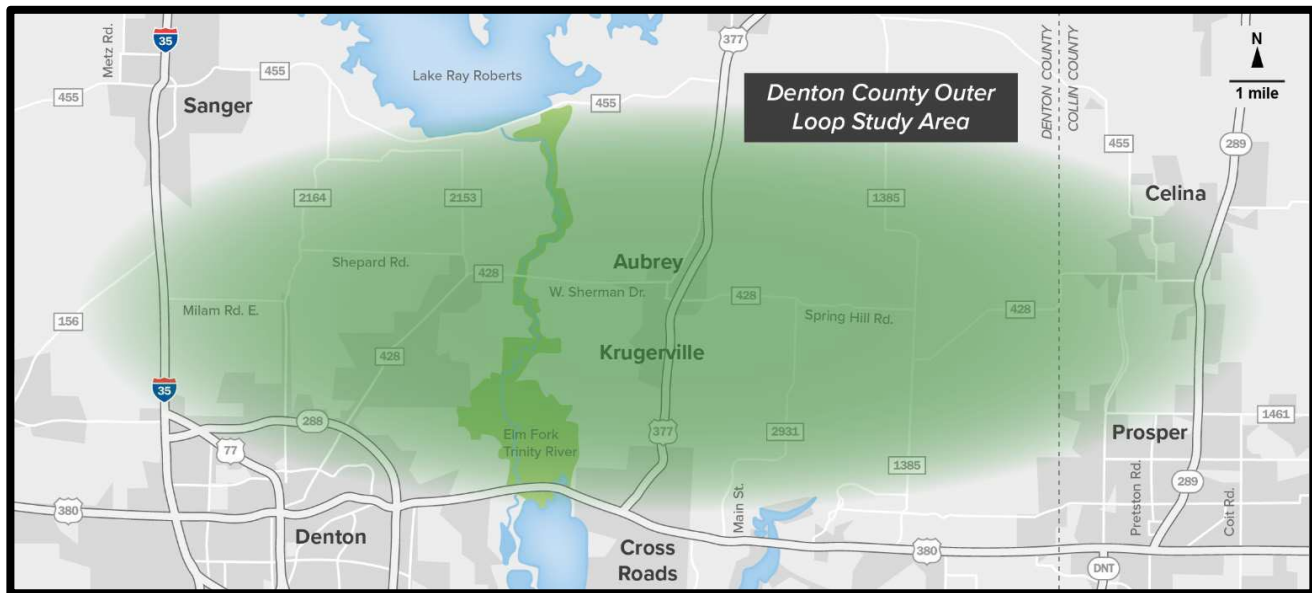 35
Metz Rd.
455
455
Sanger
Lake Ray Roberts
455
377
Denton County Outer
Loop Study Area
DENTON COUNTY
COLLIN COUNTY
N
1 mile
455
289
Celina
2164
2153
1385
Shepard Rd.
428
Aubrey
W. Sherman Dr.
428
Milam Rd. E.
156
Spring Hill Rd.
428
428
Krugerville
35
288
77
Elm Fork
Trinity River
377
2931
1385
1461
Prosper
289
Pretston Rd.
Coit Rd.
Main St.
380
Denton
Cross
Roads
380
DNT